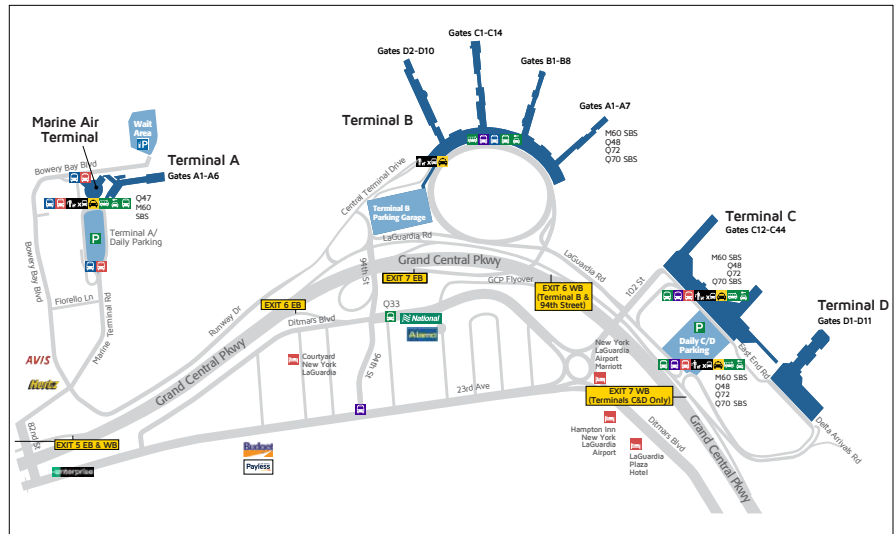 Gates C1-C14
Gates D2-D10
Gates B1-B8
Gates A1-A7
Terminal B
M60 SBS
Q48
Q72
Q70 SBS
Marine Air
Terminal
Wait
Area
P
Bowery Bay Blvd
Terminal A
Gates A1-A6
Q47
M60
SBS
Terminal A/
Daily Parking
P
Bowery Bay Blvd
Fiorello Ln
Marine Terminal Rd
Central Terminal Drive
Terminal B
Parking Garage
LaGuardia Rd
94th St
Grand Central Pkwy
EXIT 7 EB
GCP Flyover
LaGuardia Rd
EXIT 6 WB
(Terminal B &
94th Street)
Terminal C
Gates C12-C44
M60 SBS
Q48
Q72
Q70 SBS
102 St
Terminal D
Gates D1-D11
P
Daily C/D
Parking
East End Rd
M60 SBS
Q48
Q72
Q70 SBS
Delta Arrivals Rd
Runway Dr
EXIT 6 EB
Ditmars Blvd
Q33
National
Alamo
Courtyard
New York
LaGuardia
94th St
23rd Ave
New York
LaGuardia
Airport
Marriott
EXIT 7 WB
(Terminals C&D Only)
Hampton Inn
New York
LaGuardia
Airport
LaGuardia
Plaza
Hotel
Ditmars Blvd
Grand Central Pkwy
Grand Central Pkwy
AVIS
Hertz
82nd St
EXIT 5 EB & WB
enterprise
Budget
Payless